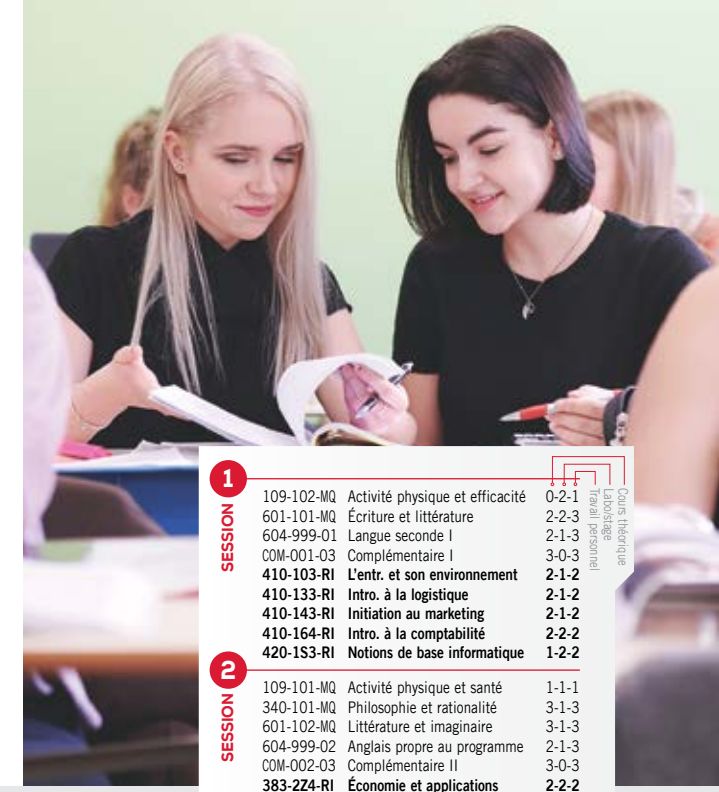 1
SESSION
Cours théorique
Labo/stage
Travail personnel
109-102-MQ Activité physique et efficacité 0-2-1
601-101-MQ Écriture et littérature 2-2-3
604-999-01 Langue seconde I 2-1-3
COM-001-03 Complémentaire I 3-0-3
410-103-RI L'entr. et son environnement 2-1-2
410-133-RI Intro. à la logistique 2-1-2
410-143-RI Initiation au marketing 2-1-2
410-164-RI Intro. à la comptabilité 2-2-2
420-1S3-RI Notions de base informatique 1-2-2
2
SESSION
109-101-MQ Activité physique et santé 1-1-1
340-101-MQ Philosophie et rationalité 3-1-3
601-102-MQ Littérature et imaginaire 3-1-3
604-999-02 Anglais propre au programme 2-1-3
COM-002-03 Complémentaire II 3-0-3
383-2Z4-RI Économie et applications 2-2-2